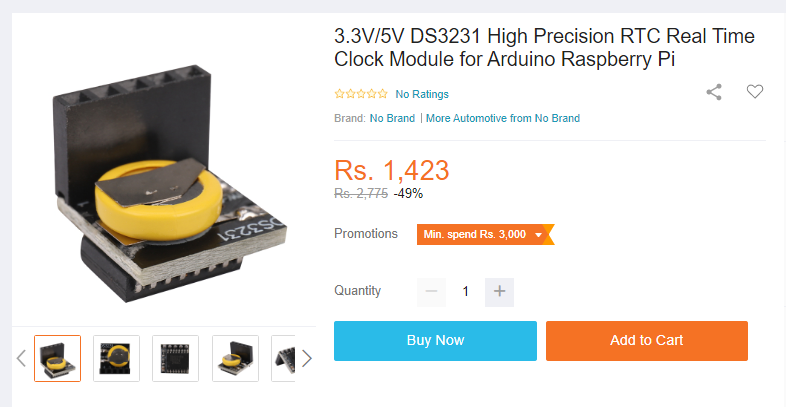 3.3V/5V DS3231 High Precision RTC Real Time
Clock Module for Arduino Raspberry Pi
No Ratings
Brand: No Brand | More Automotive from No Brand
Rs. 1,423
Rs. 2,775 -49%
Promotions Min. spend Rs. 3,000
Quantity 1
Buy Now Add to Cart
DS3231